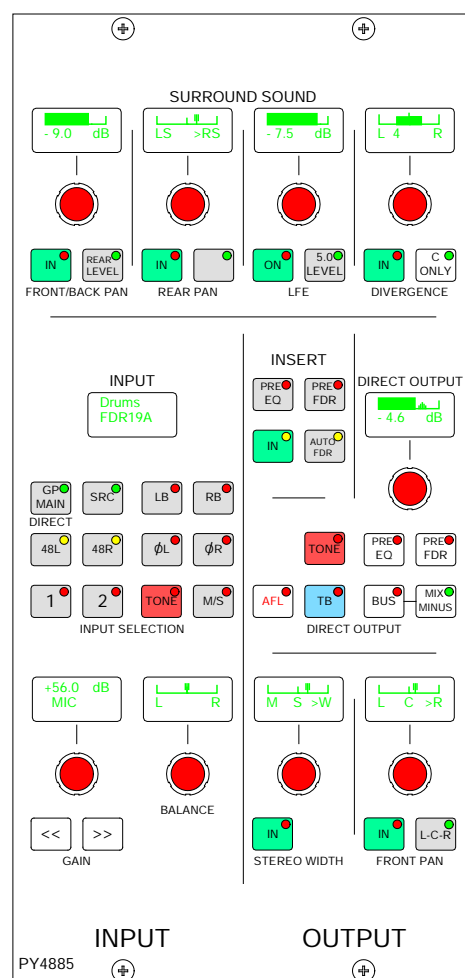 SURROUND SOUND
- 9.0 dB
LS >RS
- 7.5 dB
L 4 R
IN
REAR LEVEL
IN
ON
5.0 LEVEL
IN
C ONLY
FRONT/BACK PAN
REAR PAN
LFE
DIVERGENCE
INPUT
Drums
FDR19A
INSERT
PRE EQ
PRE FDR
IN
AUTO FDR
DIRECT OUTPUT
- 4.6 dB
GP MAIN
SRC
LB
RB
DIRECT
48L
48R
ϕL
ϕR
1
2
TONE
M/S
INPUT SELECTION
TONE
PRE EQ
PRE FDR
AFL
TB
BUS
MIX MINUS
DIRECT OUTPUT
+56.0 dB
MIC
L R
M S >W
L C >R
BALANCE
<<
>>
GAIN
IN
STEREO WIDTH
IN
L-C-R
FRONT PAN
INPUT
OUTPUT
PY4885